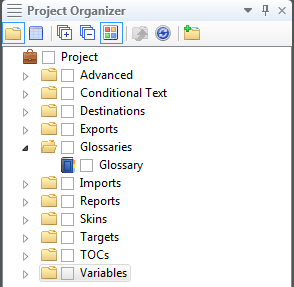 Project Organizer
Project
Advanced
Conditional Text
Destinations
Exports
Glossaries
Glossary
Imports
Reports
Skins
Targets
TOCs
Variables